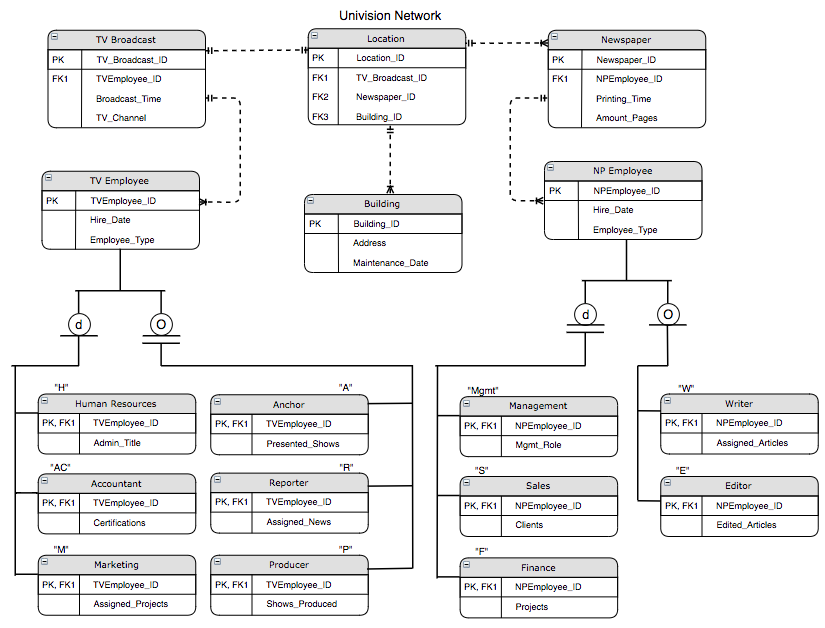 Univision Network
TV Broadcast
PK TV_Broadcast_ID
FK1 TVEmployee_ID
Broadcast_Time
TV_Channel
Location
PK Location_ID
FK1 TV_Broadcast_ID
FK2 Newspaper_ID
FK3 Building_ID
Newspaper
PK Newspaper_ID
FK1 NPEmployee_ID
Printing_Time
Amount_Pages
TV Employee
PK TVEmployee_ID
Hire_Date
Employee_Type
Building
PK Building_ID
Address
Maintenance_Date
NP Employee
PK NPEmployee_ID
Hire_Date
Employee_Type
d
O
d
O
"H"
Human Resources
PK, FK1 TVEmployee_ID
Admin_Title
"AC"
Accountant
PK, FK1 TVEmployee_ID
Certifications
"M"
Marketing
PK, FK1 TVEmployee_ID
Assigned_Projects
"A"
Anchor
PK, FK1 TVEmployee_ID
Presented_Shows
"R"
Reporter
PK, FK1 TVEmployee_ID
Assigned_News
"P"
Producer
PK, FK1 TVEmployee_ID
Shows_Produced
"Mgmt"
Management
PK, FK1 NPEmployee_ID
Mgmt_Role
"S"
Sales
PK, FK1 NPEmployee_ID
Clients
"F"
Finance
PK, FK1 NPEmployee_ID
Projects
"W"
Writer
PK, FK1 NPEmployee_ID
Assigned_Articles
"E"
Editor
PK, FK1 NPEmployee_ID
Edited_Articles